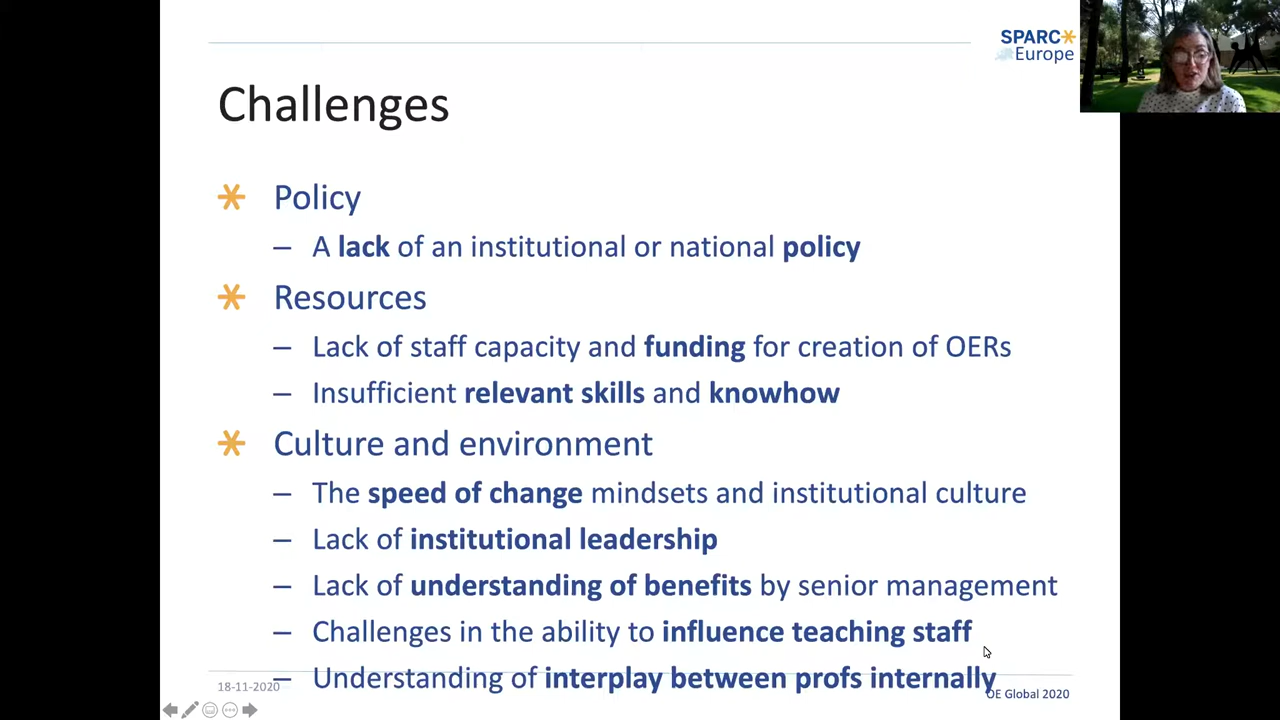 SPARC
Europe
Challenges
Policy
– A lack of an institutional or national policy
Resources
– Lack of staff capacity and funding for creation of OERs
– Insufficient relevant skills and knowhow
Culture and environment
– The speed of change mindsets and institutional culture
– Lack of institutional leadership
– Lack of understanding of benefits by senior management
– Challenges in the ability to influence teaching staff
– Understanding of interplay between profs internally
18-11-2020
OE Global 2020